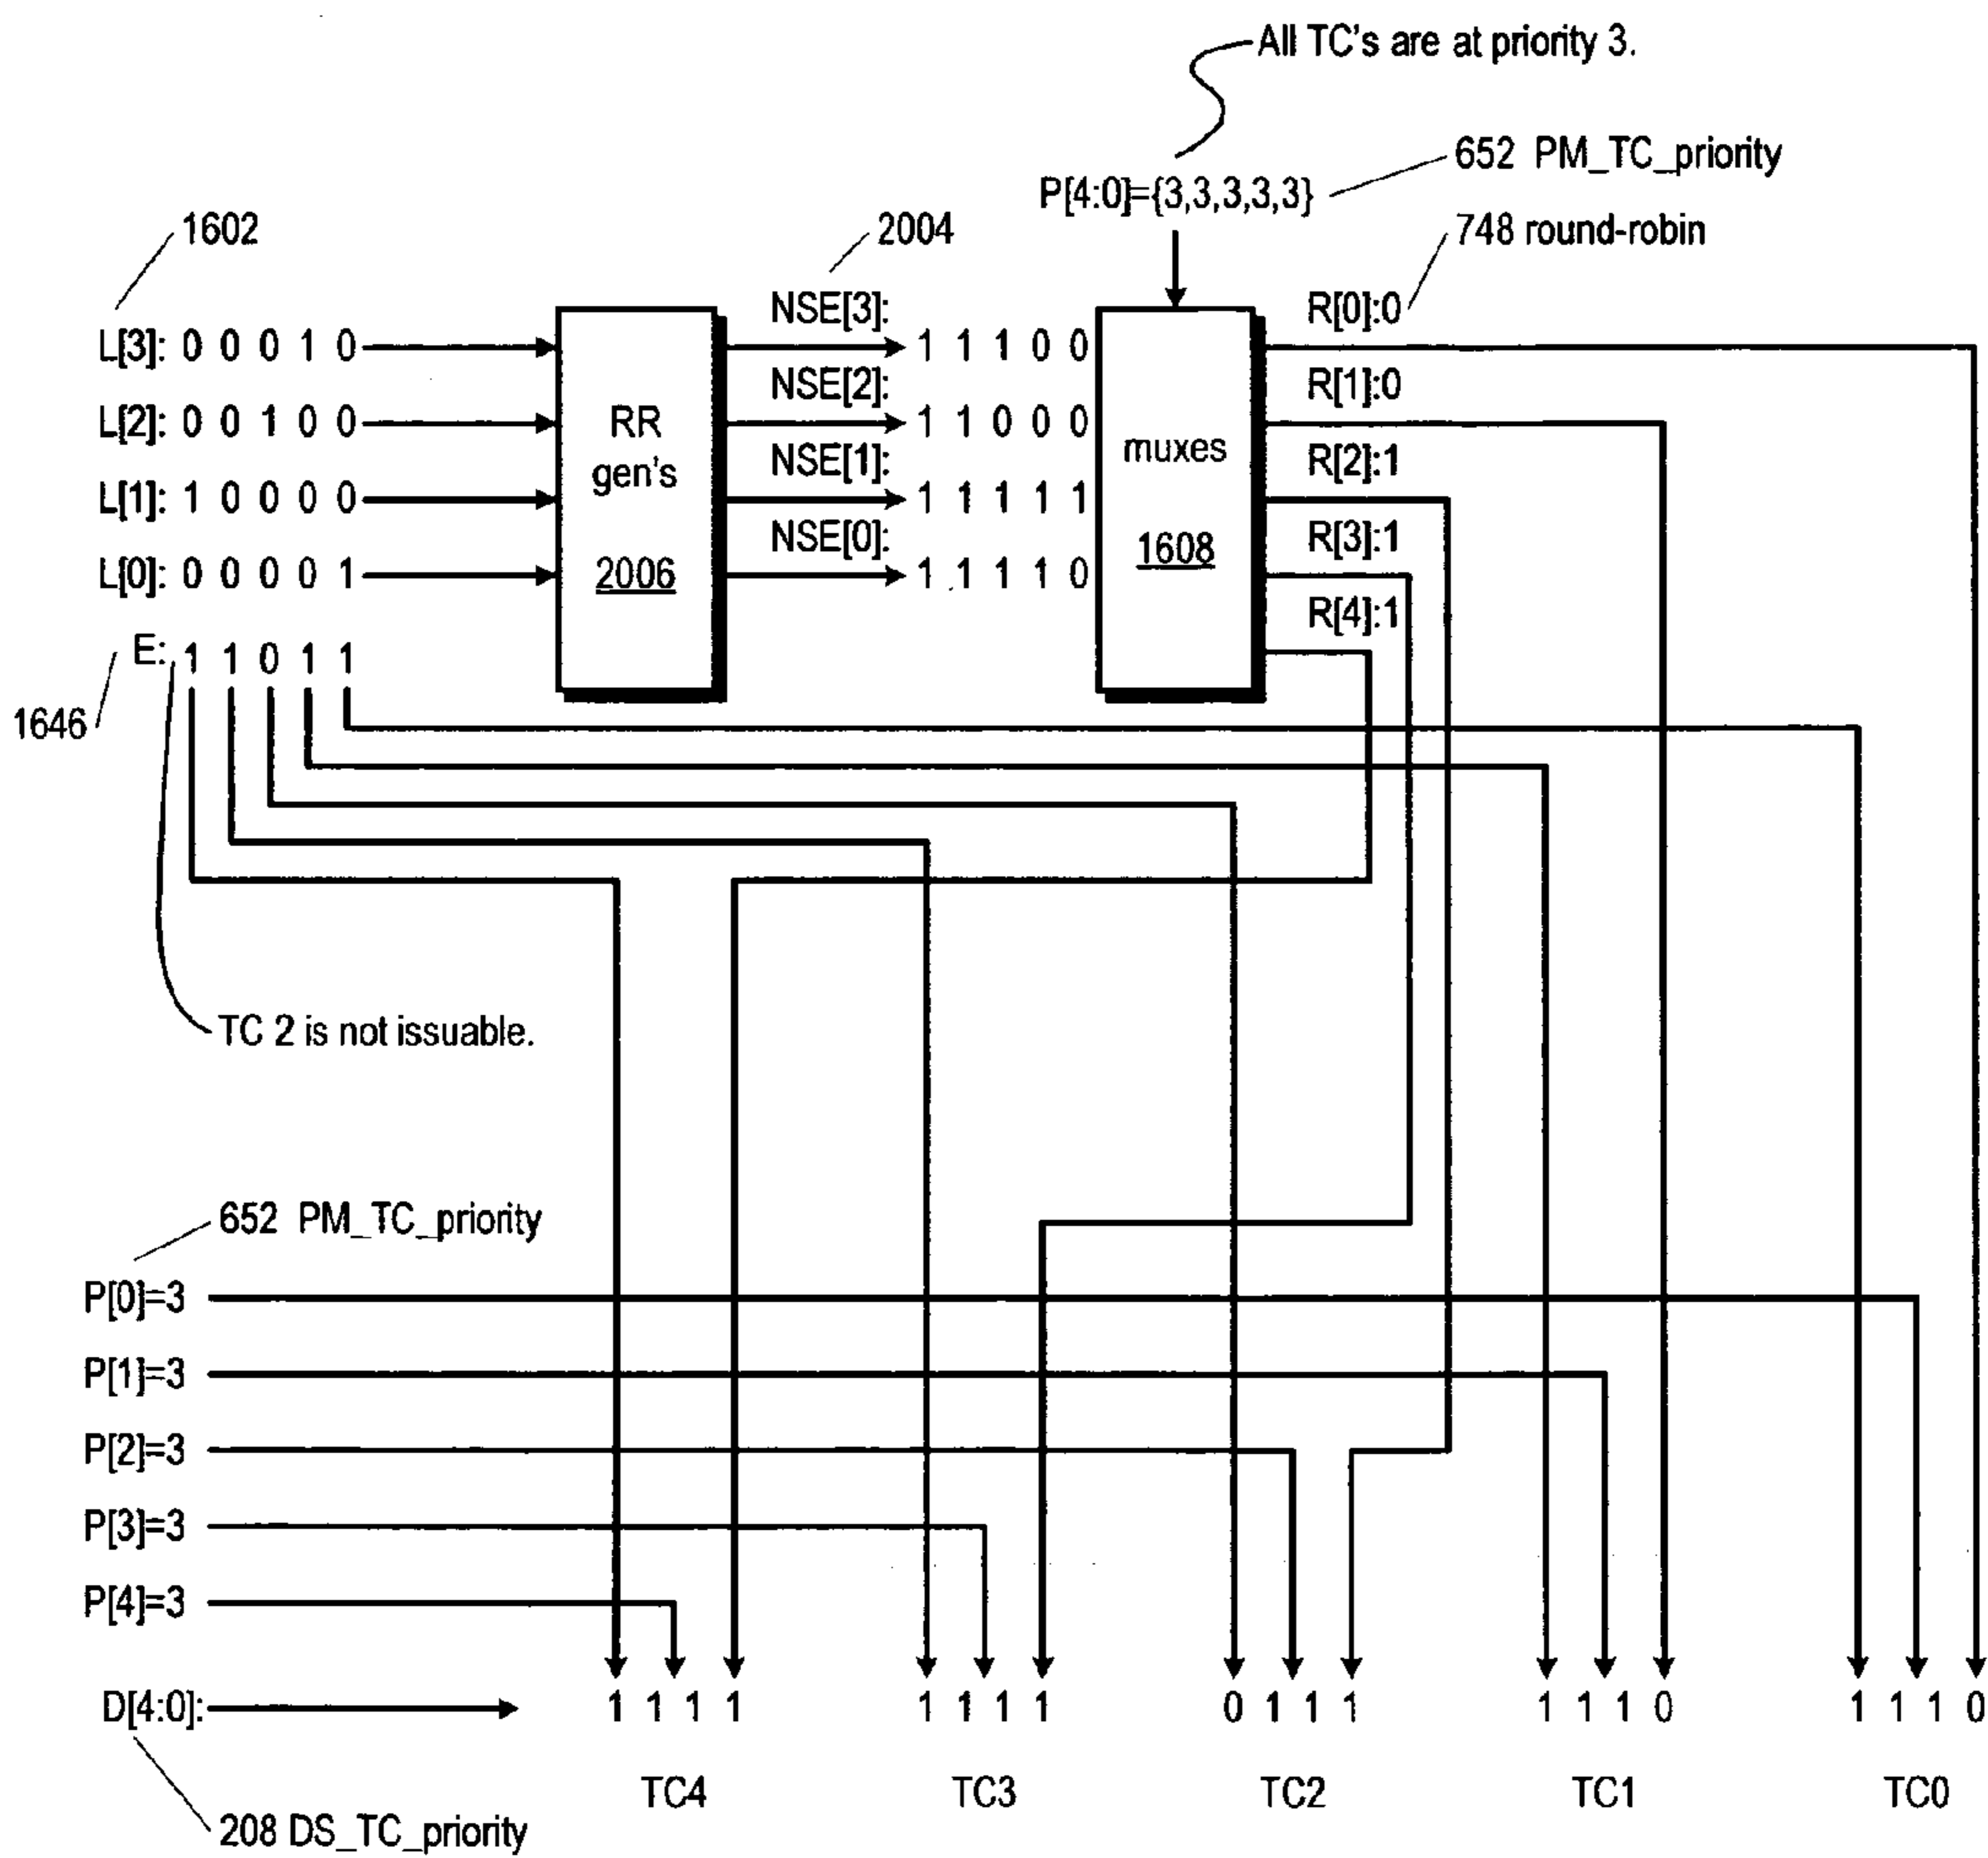 All TC's are at priority 3.
652 PM_TC_priority
P[4:0]={3,3,3,3,3}
1602
2004
748 round-robin
NSE[3]:
R[0]:0
L[3]: 0 0 0 1 0
1 1 1 0 0
NSE[2]:
R[1]:0
L[2]: 0 0 1 0 0
RR
1 1 0 0 0
muxes
NSE[1]:
R[2]:1
gen's
L[1]: 1 0 0 0 0
1 1 1 1 1
NSE[0]:
1608
R[3]:1
L[0]: 0 0 0 0 1
2006
1 1 1 1 0
R[4]:1
E: 1 1 0 1 1
1646
TC 2 is not issuable.
652 PM_TC_priority
P[0]=3
P[1]=3
P[2]=3
P[3]=3
P[4]=3
D[4:0]: 1 1 1 1 1 1 1 1 0 1 1 1 1 1 1 0 1 1 1 0
TC4 TC3 TC2 TC1 TC0
208 DS_TC_priority